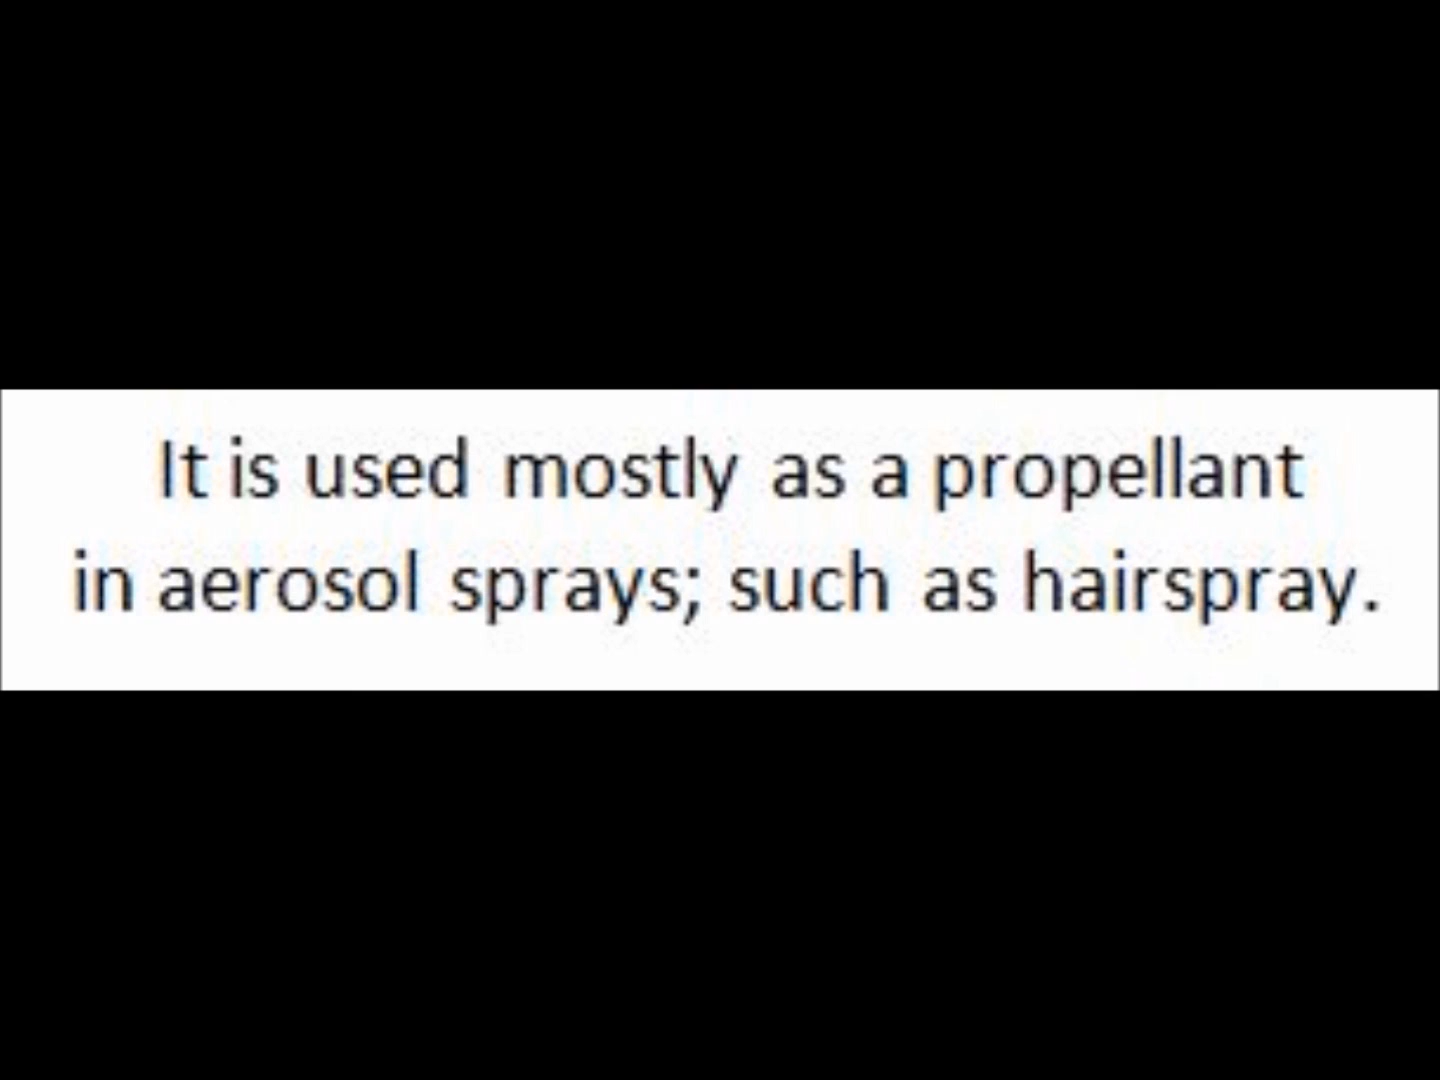 It is used mostly as a propellant
in aerosol sprays; such as hairspray.